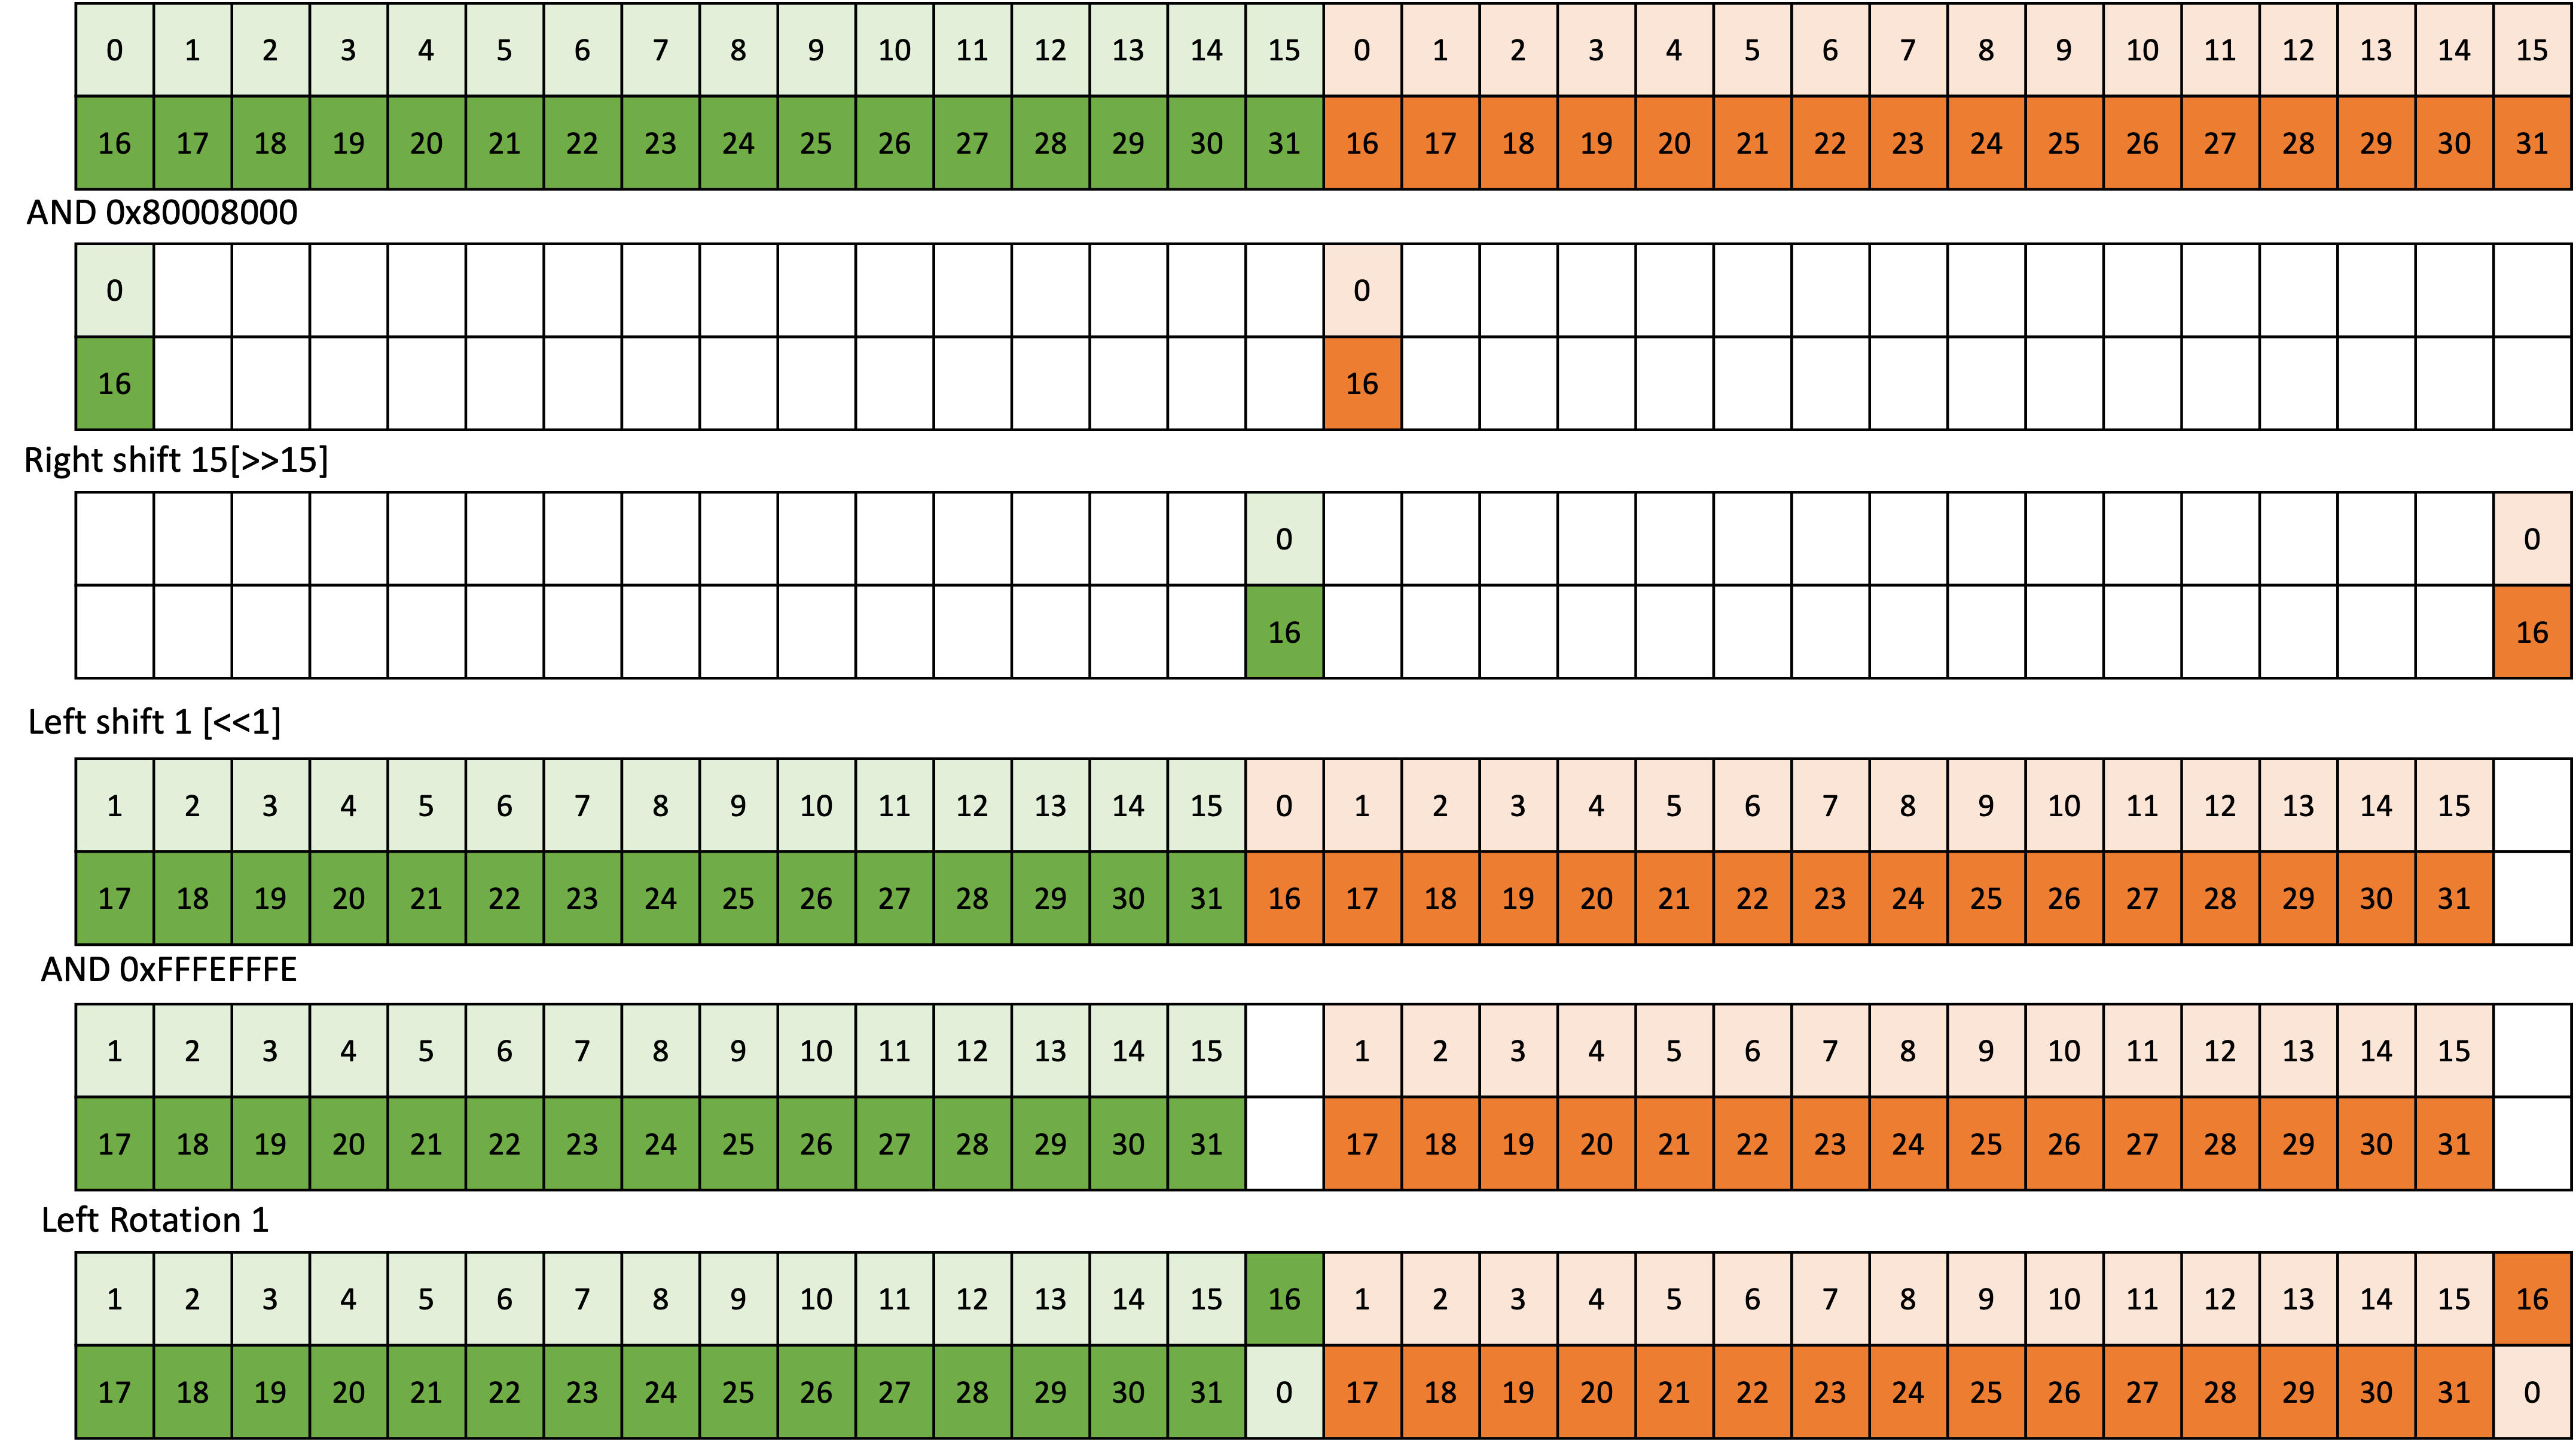 0 1 2 3 4 5 6 7 8 9 10 11 12 13 14 15 0 1 2 3 4 5 6 7 8 9 10 11 12 13 14 15
16 17 18 19 20 21 22 23 24 25 26 27 28 29 30 31 16 17 18 19 20 21 22 23 24 25 26 27 28 29 30 31
AND 0x80008000
0 0
16 16
Right shift 15[>>15]
0 0
16 16
Left shift 1 [<<1]
1 2 3 4 5 6 7 8 9 10 11 12 13 14 15 0 1 2 3 4 5 6 7 8 9 10 11 12 13 14 15
17 18 19 20 21 22 23 24 25 26 27 28 29 30 31 16 17 18 19 20 21 22 23 24 25 26 27 28 29 30 31
AND 0xFFFEFFFE
1 2 3 4 5 6 7 8 9 10 11 12 13 14 15 1 2 3 4 5 6 7 8 9 10 11 12 13 14 15
17 18 19 20 21 22 23 24 25 26 27 28 29 30 31 17 18 19 20 21 22 23 24 25 26 27 28 29 30 31
Left Rotation 1
1 2 3 4 5 6 7 8 9 10 11 12 13 14 15 16 1 2 3 4 5 6 7 8 9 10 11 12 13 14 15 16
17 18 19 20 21 22 23 24 25 26 27 28 29 30 31 0 17 18 19 20 21 22 23 24 25 26 27 28 29 30 31 0